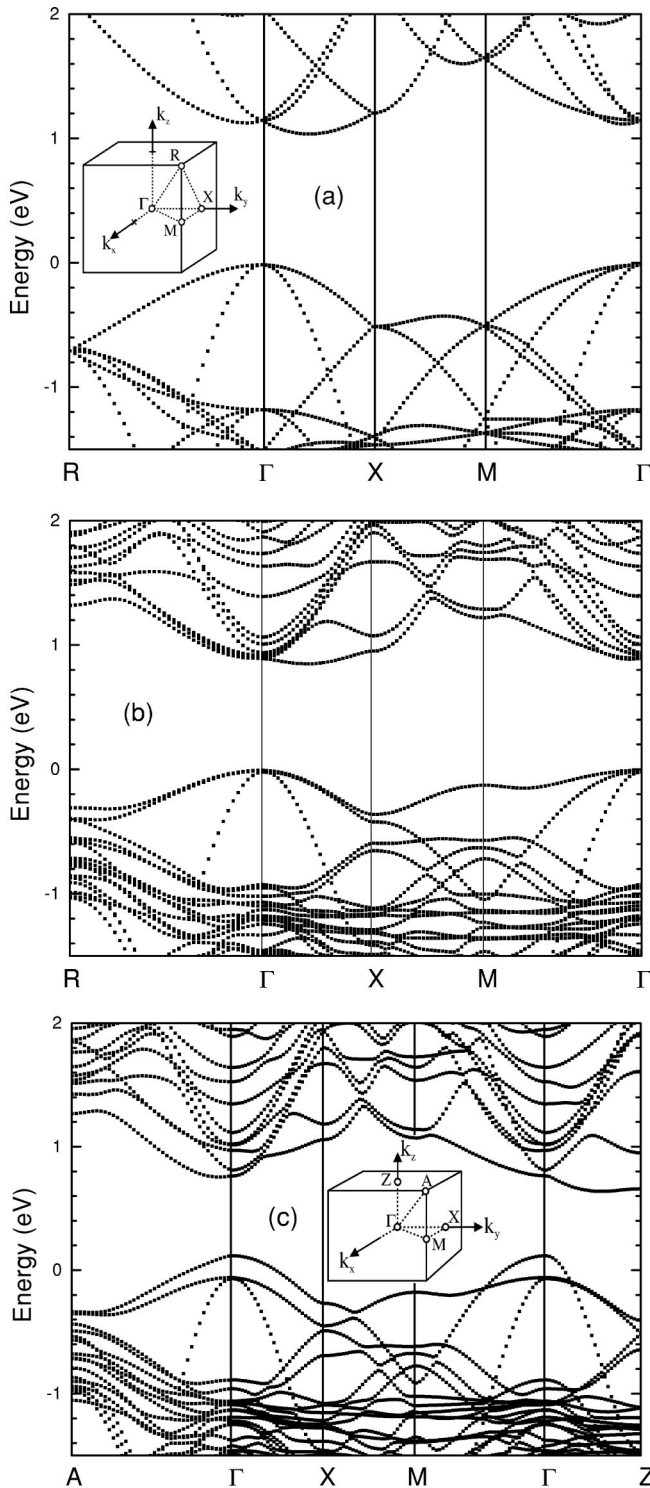 2
1
0
-1
Energy (eV)
k_z
R
Γ
X
k_y
M
k_x
(a)
R Γ X M Γ
2
1
0
-1
Energy (eV)
(b)
R Γ X M Γ
2
1
0
-1
Energy (eV)
(c)
k_z
Z
A
Γ
X
k_y
M
k_x
A Γ X M Γ Z